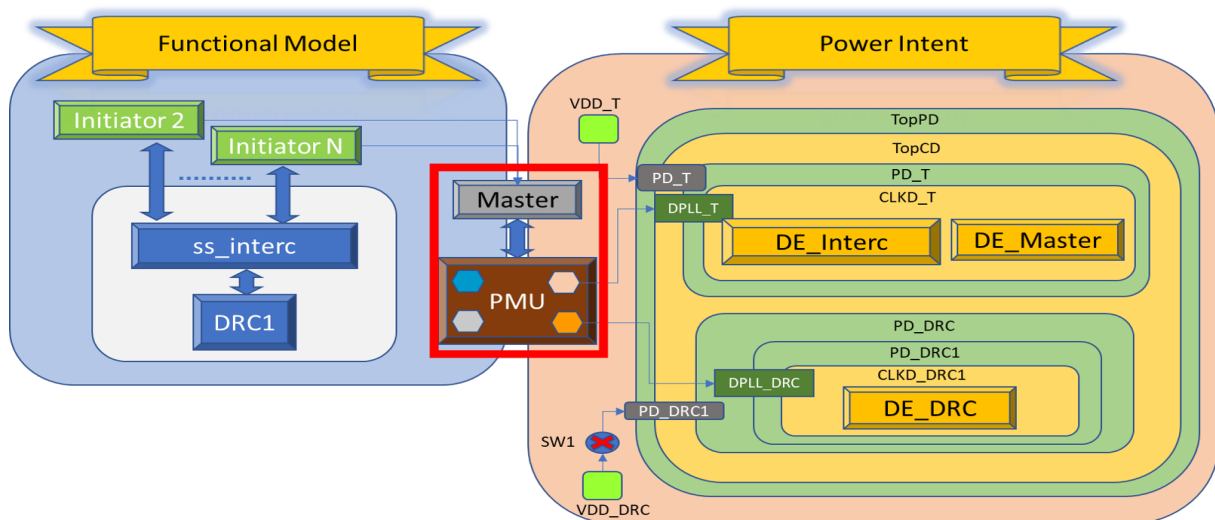 Functional Model
Power Intent
Initiator 2
Initiator N
ss_interc
DRC1
Master
PMU
VDD_T
TopPD
TopCD
PD_T
PD_T
CLKD_T
DPLL_T
DE_Interc
DE_Master
PD_DRC
PD_DRC1
CLKD_DRC1
DPLL_DRC
DE_DRC
PD_DRC1
SW1
VDD_DRC